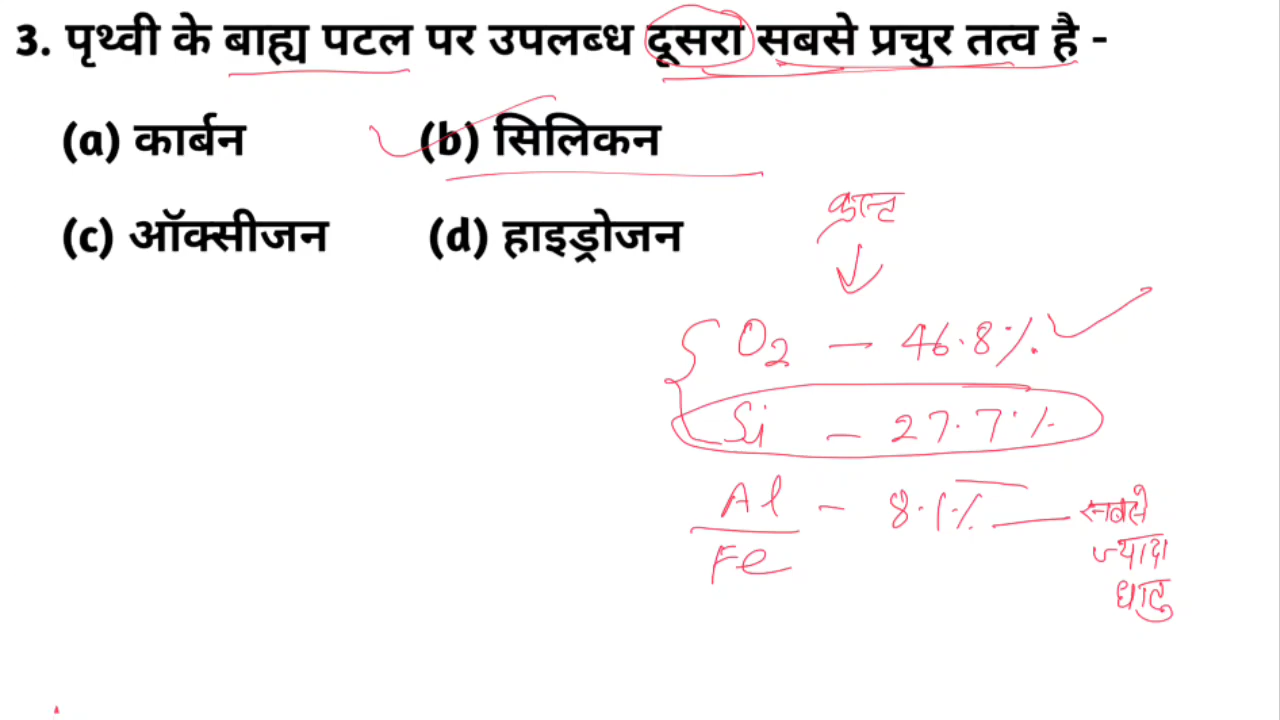 3. पृथ्वी के बाह्य पटल पर उपलब्ध दूसरा सबसे प्रचुर तत्व है -
(a) कार्बन (b) सिलिकन
(c) ऑक्सीजन (d) हाइड्रोजन
O2 - 46.8%
Si - 27.7%
Al - 8.1% - सबसे
Fe ज्यादा
धातु